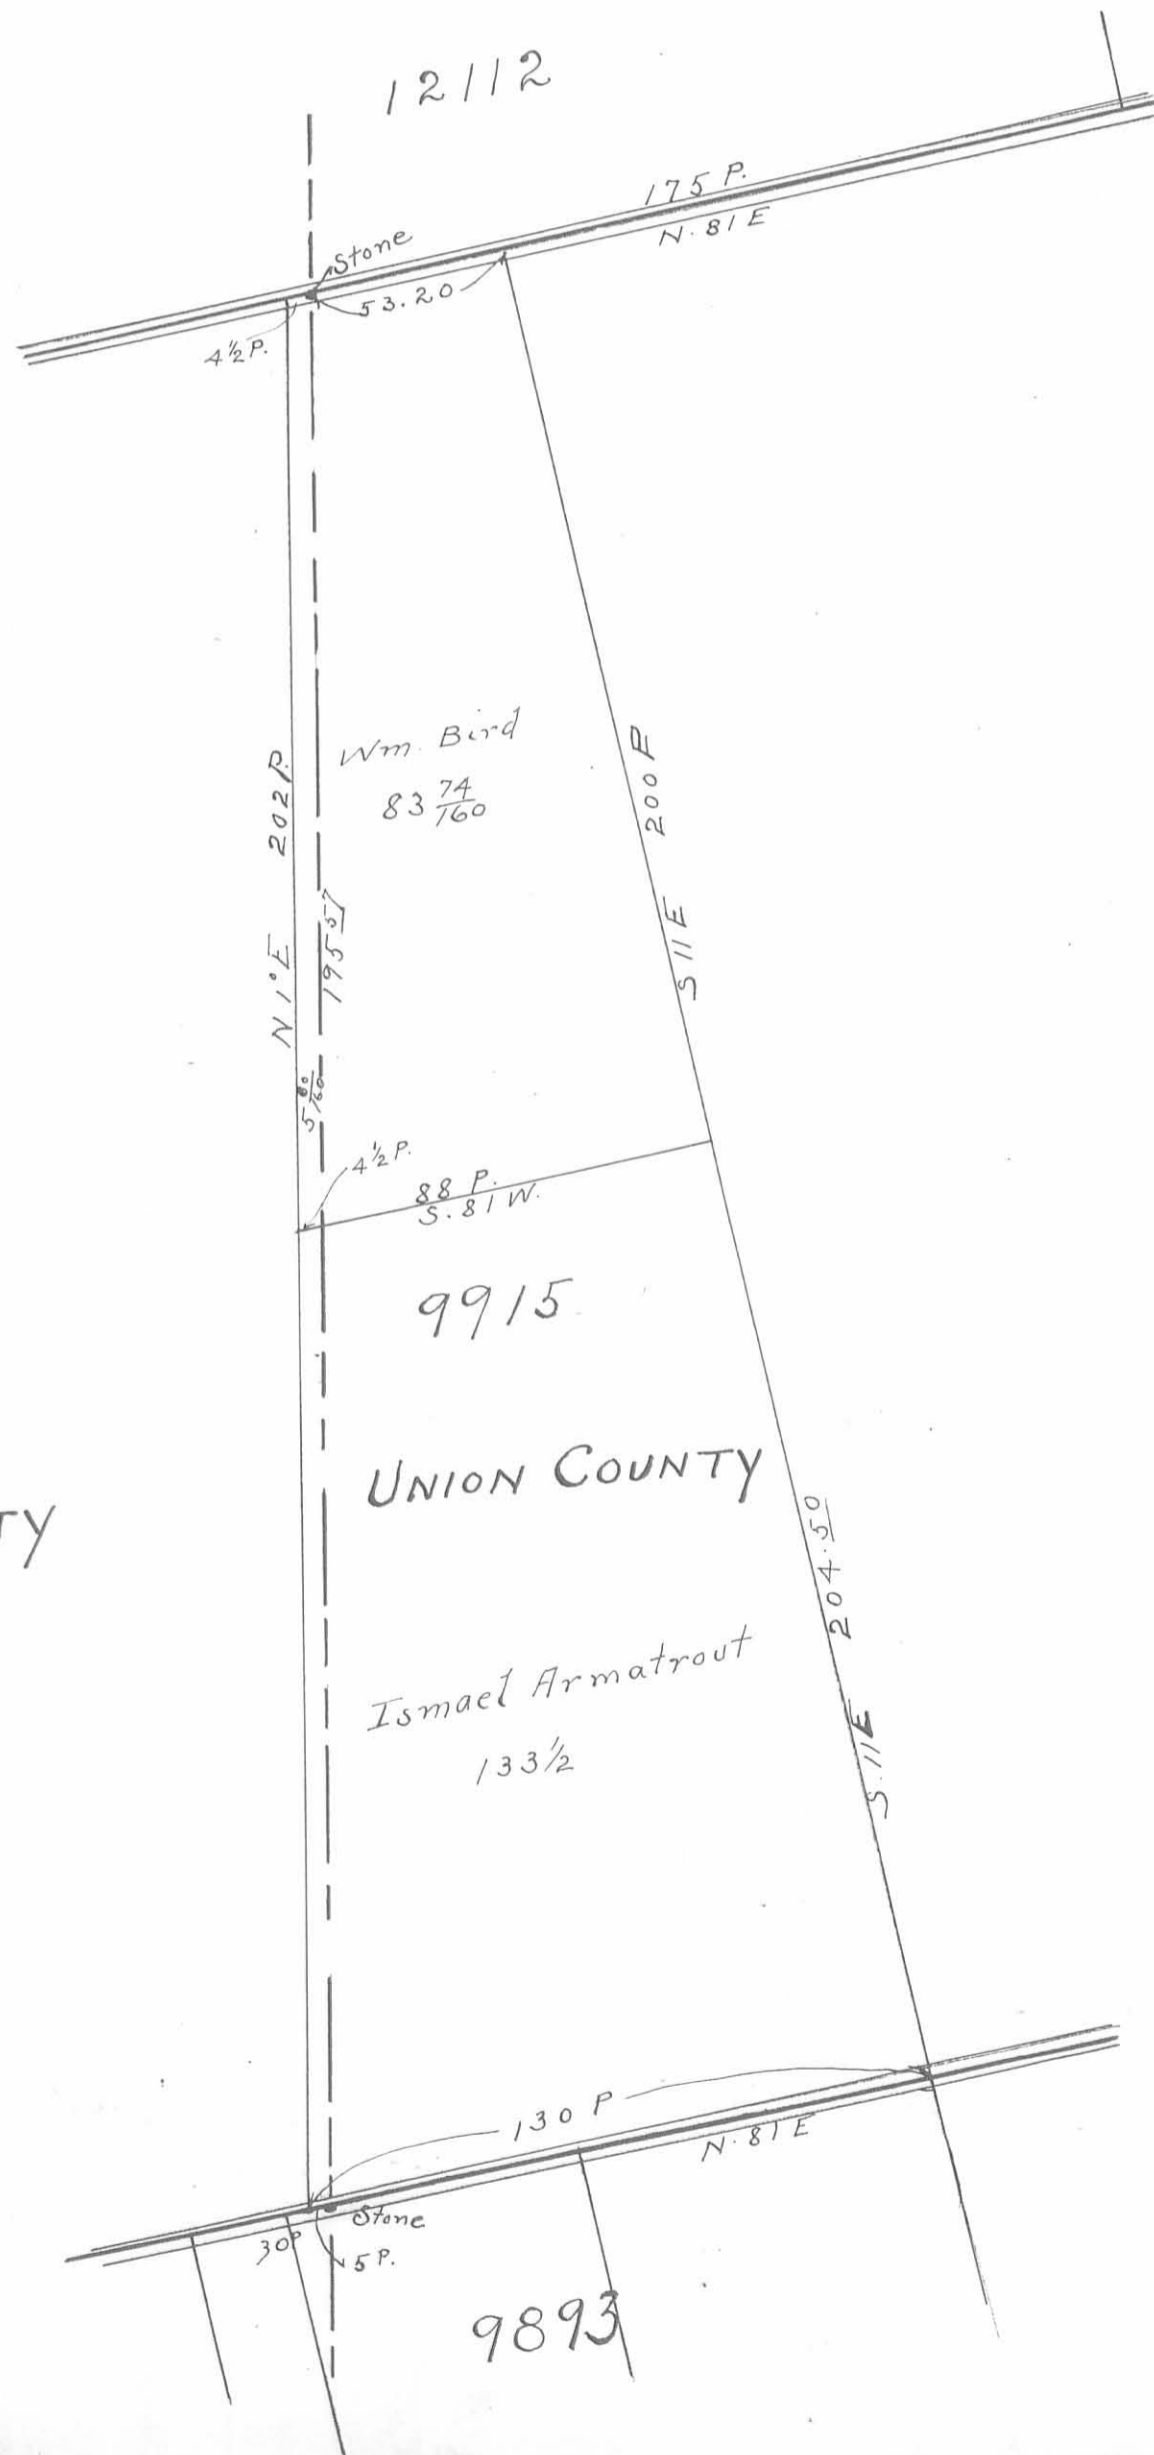 12112
175 P.
N. 81 E
Stone
53.20
4½ P.
Wm. Bird
83 74/160
N 1° E 202 P.
195 57
200 P
S 11 E
4½ P.
88 P.
S. 81 W.
9915
UNION COUNTY
TY
204.50
S. 11 E
Ismael Armatrout
133½
130 P
N. 81 E
Stone
30P
5 P.
9893